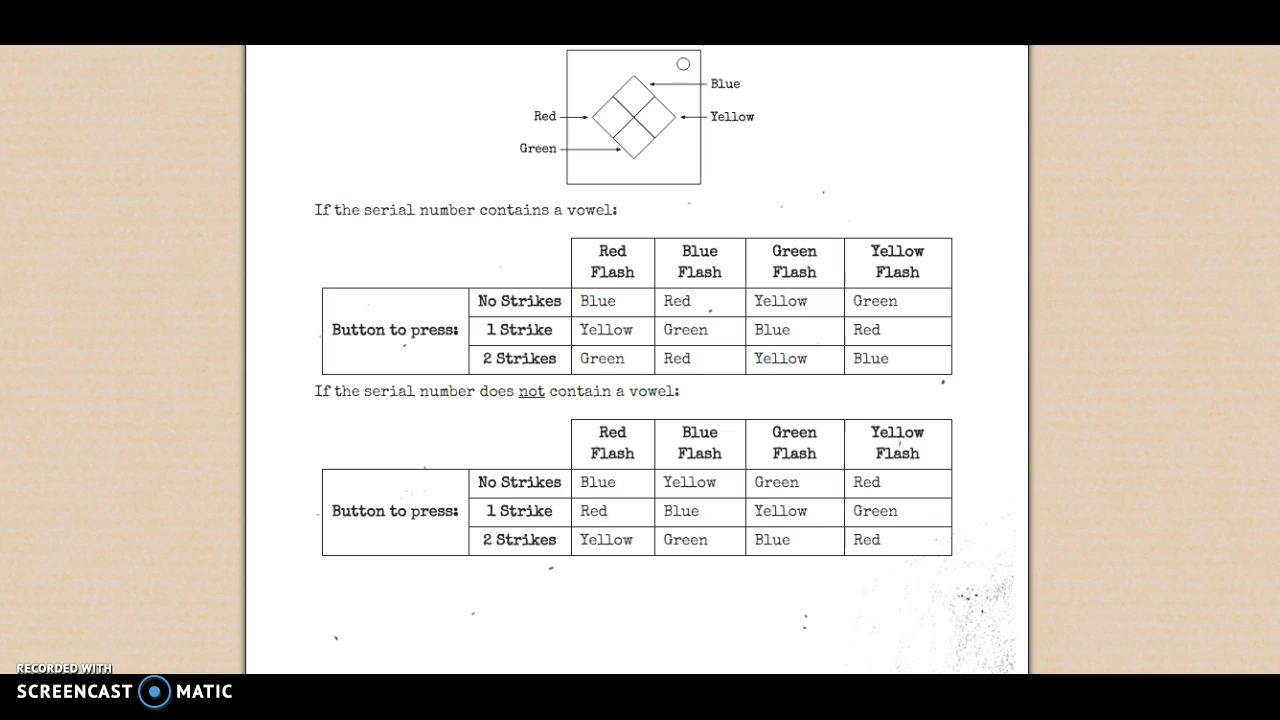 Blue
Red
Yellow
Green
If the serial number contains a vowel:
Red Flash Blue Flash Green Flash Yellow Flash
Button to press:
No Strikes Blue Red Yellow Green
1 Strike Yellow Green Blue Red
2 Strikes Green Red Yellow Blue
If the serial number does not contain a vowel:
Red Flash Blue Flash Green Flash Yellow Flash
Button to press:
No Strikes Blue Yellow Green Red
1 Strike Red Blue Yellow Green
2 Strikes Yellow Green Blue Red
RECORDED WITH
SCREENCAST MATIC